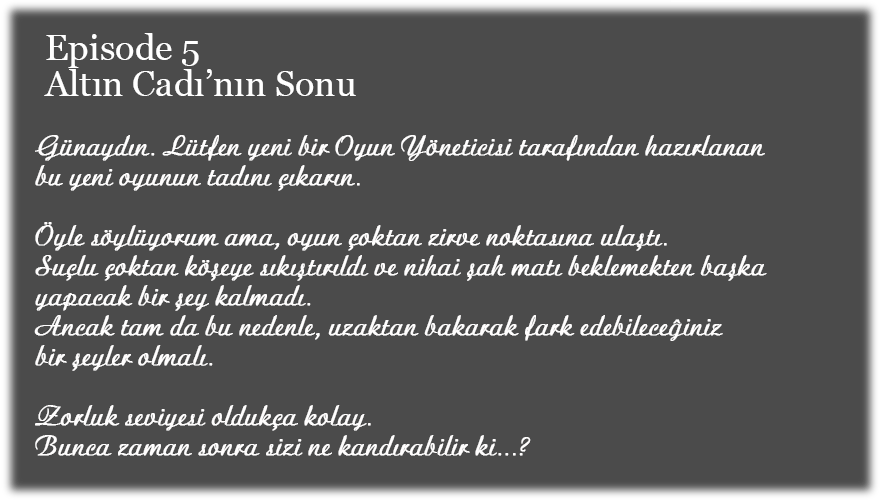 Episode 5
Altın Cadı’nın Sonu
Günaydın. Lütfen yeni bir Oyun Yöneticisi tarafından hazırlanan
bu yeni oyunun tadını çıkarın.
Öyle söylüyorum ama, oyun çoktan zirve noktasına ulaştı.
Suçlu çoktan köşeye sıkıştırıldı ve nihai şah matı beklemekten başka
yapacak bir şey kalmadı.
Ancak tam da bu nedenle, uzaktan bakarak fark edebileceğiniz
bir şeyler olmalı.
Zorluk seviyesi oldukça kolay.
Bunca zaman sonra sizi ne kandırabilir ki...?